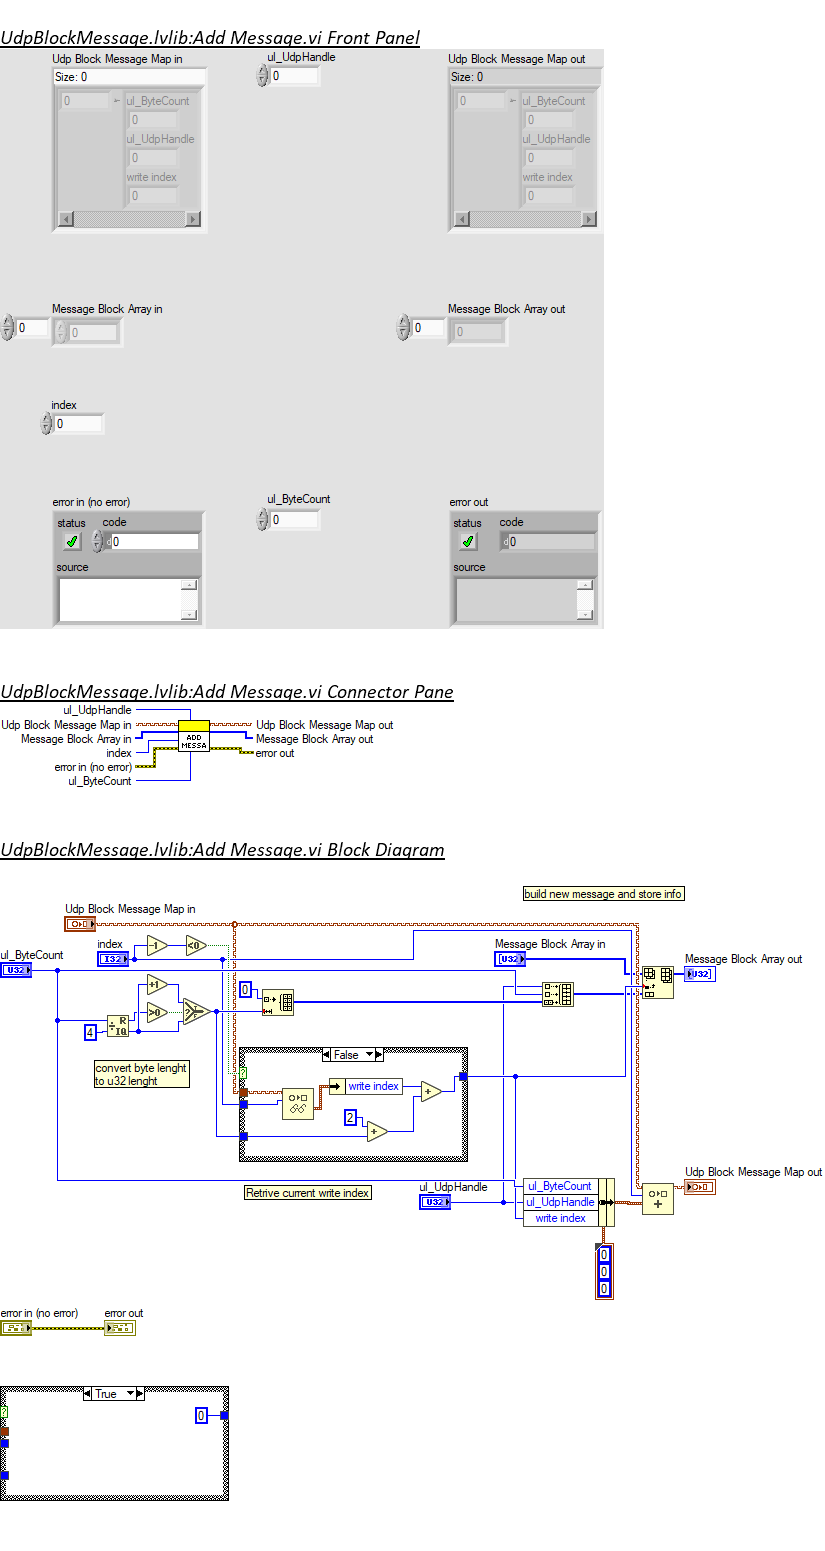 UdpBlockMessage.lvlib:Add Message.vi Front Panel
Udp Block Message Map in
ul_UdpHandle
Udp Block Message Map out
Size: 0
0
Size: 0
0
ul_ByteCount
0
ul_ByteCount
0
0
ul_UdpHandle
0
ul_UdpHandle
0
write index
0
write index
0
Message Block Array in
Message Block Array out
0
0
0
0
index
0
error in (no error)
ul_ByteCount
error out
status
code
0
status
code
d0
d0
source
source
UdpBlockMessage.lvlib:Add Message.vi Connector Pane
ul_UdpHandle
Udp Block Message Map in
Udp Block Message Map out
Message Block Array in
ADD
Message Block Array out
index
MESSA
error out
error in (no error)
ul_ByteCount
UdpBlockMessage.lvlib:Add Message.vi Block Diagram
build new message and store info
Udp Block Message Map in
ul_ByteCount
index
-1
<0
Message Block Array in
Message Block Array out
U32
I32
[U32]
U32]
+1
0
>0
?
4
R
IQ
convert byte lenght
to u32 lenght
False
?
write index
2
+
+
Retrive current write index
ul_UdpHandle
U32
ul_ByteCount
ul_UdpHandle
write index
Udp Block Message Map out
+
0
0
0
error in (no error)
error out
True
?
0